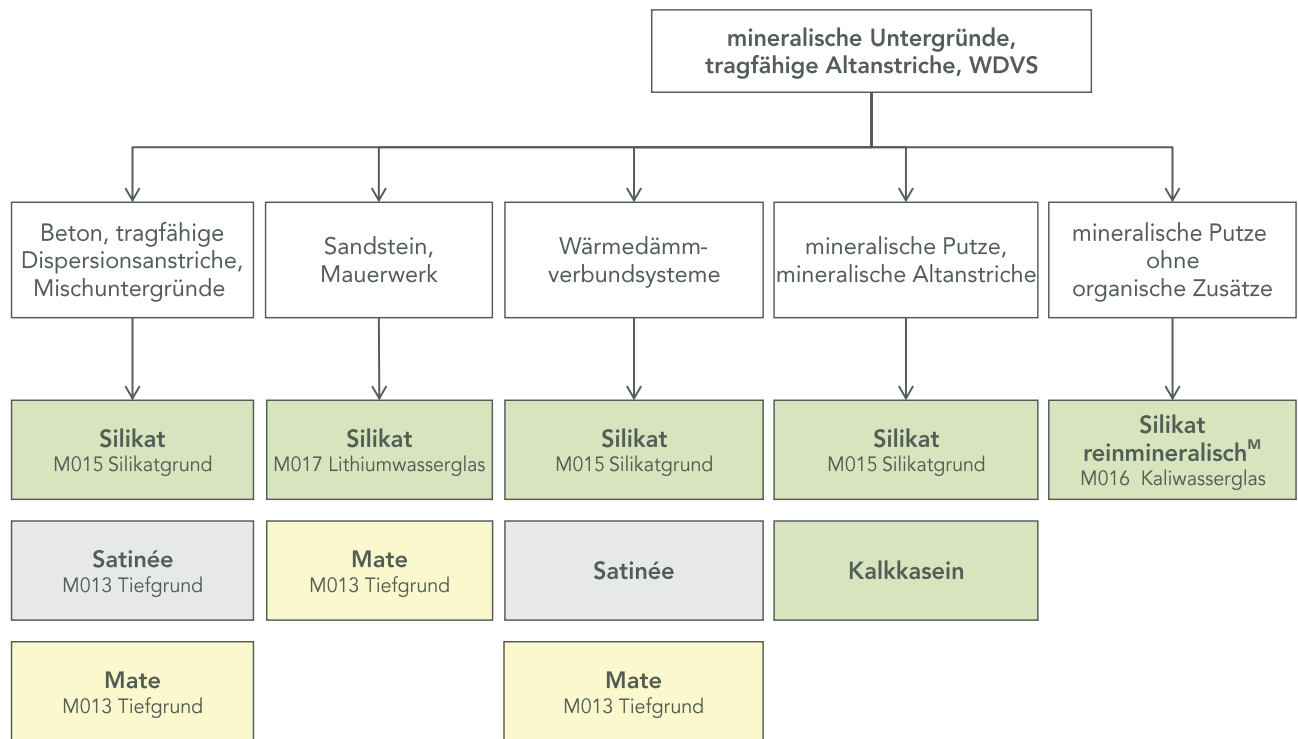 mineralische Untergründe,
tragfähige Altanstriche, WDVS
Beton, tragfähige
Dispersionsanstriche,
Mischuntergründe
Sandstein,
Mauerwerk
Wärmedämm-
verbundsysteme
mineralische Putze,
mineralische Altanstriche
mineralische Putze
ohne
organische Zusätze
Silikat
M015 Silikatgrund
Silikat
M017 Lithiumwasserglas
Silikat
M015 Silikatgrund
Silikat
M015 Silikatgrund
Silikat
reinmineralischᴹ
M016 Kaliwasserglas
Satinée
M013 Tiefgrund
Mate
M013 Tiefgrund
Satinée
Kalkkasein
Mate
M013 Tiefgrund
Mate
M013 Tiefgrund